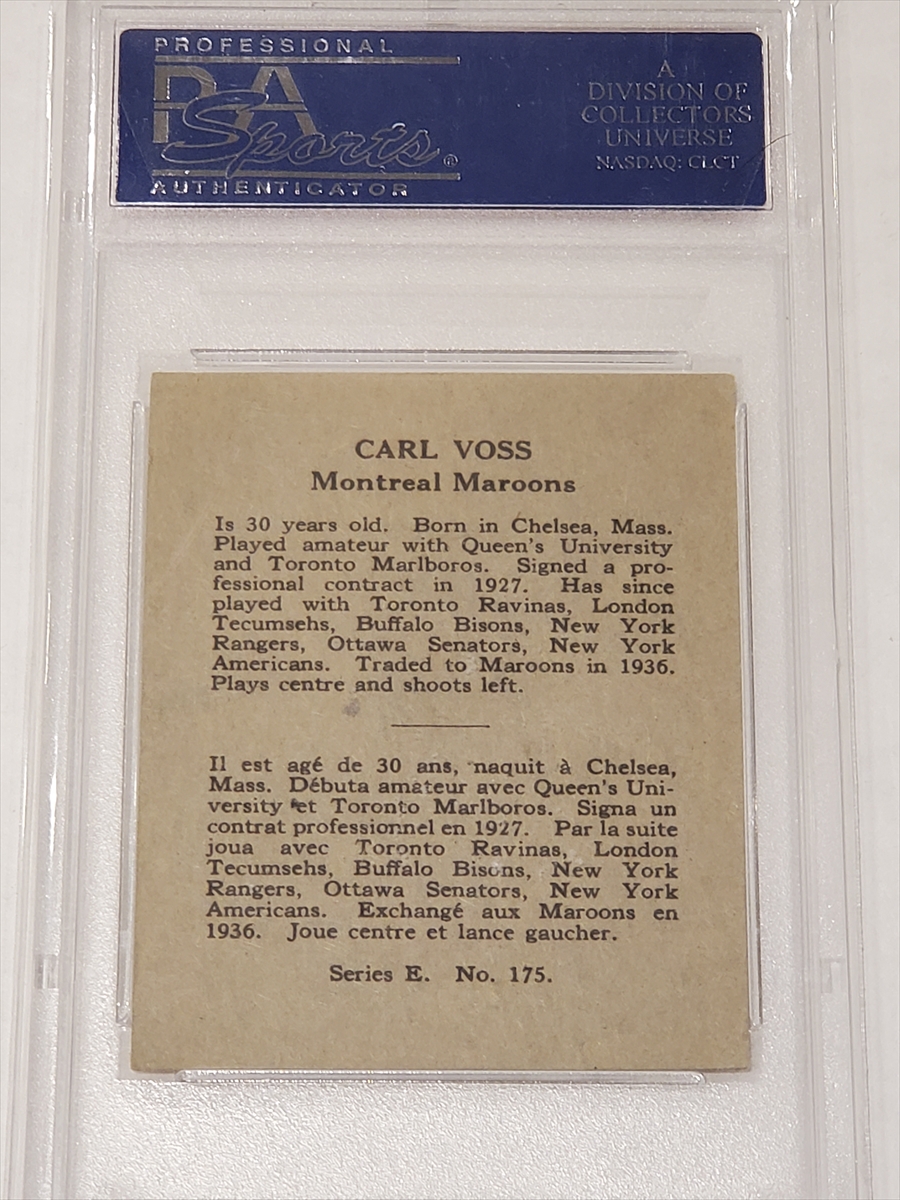 PROFESSIONAL
PSA
Sports®
AUTHENTICATOR
A
DIVISION OF
COLLECTORS
UNIVERSE
NASDAQ: CLCT
CARL VOSS
Montreal Maroons
Is 30 years old. Born in Chelsea, Mass.
Played amateur with Queen's University
and Toronto Marlboros. Signed a pro-
fessional contract in 1927. Has since
played with Toronto Ravinas, London
Tecumsehs, Buffalo Bisons, New York
Rangers, Ottawa Senators, New York
Americans. Traded to Maroons in 1936.
Plays centre and shoots left.
Il est agé de 30 ans, naquit à Chelsea,
Mass. Débuta amateur avec Queen's Uni-
versity et Toronto Marlboros. Signa un
contrat professionnel en 1927. Par la suite
joua avec Toronto Ravinas, London
Tecumsehs, Buffalo Bisons, New York
Rangers, Ottawa Senators, New York
Americans. Exchangé aux Maroons en
1936. Joue centre et lance gaucher.
Series E. No. 175.